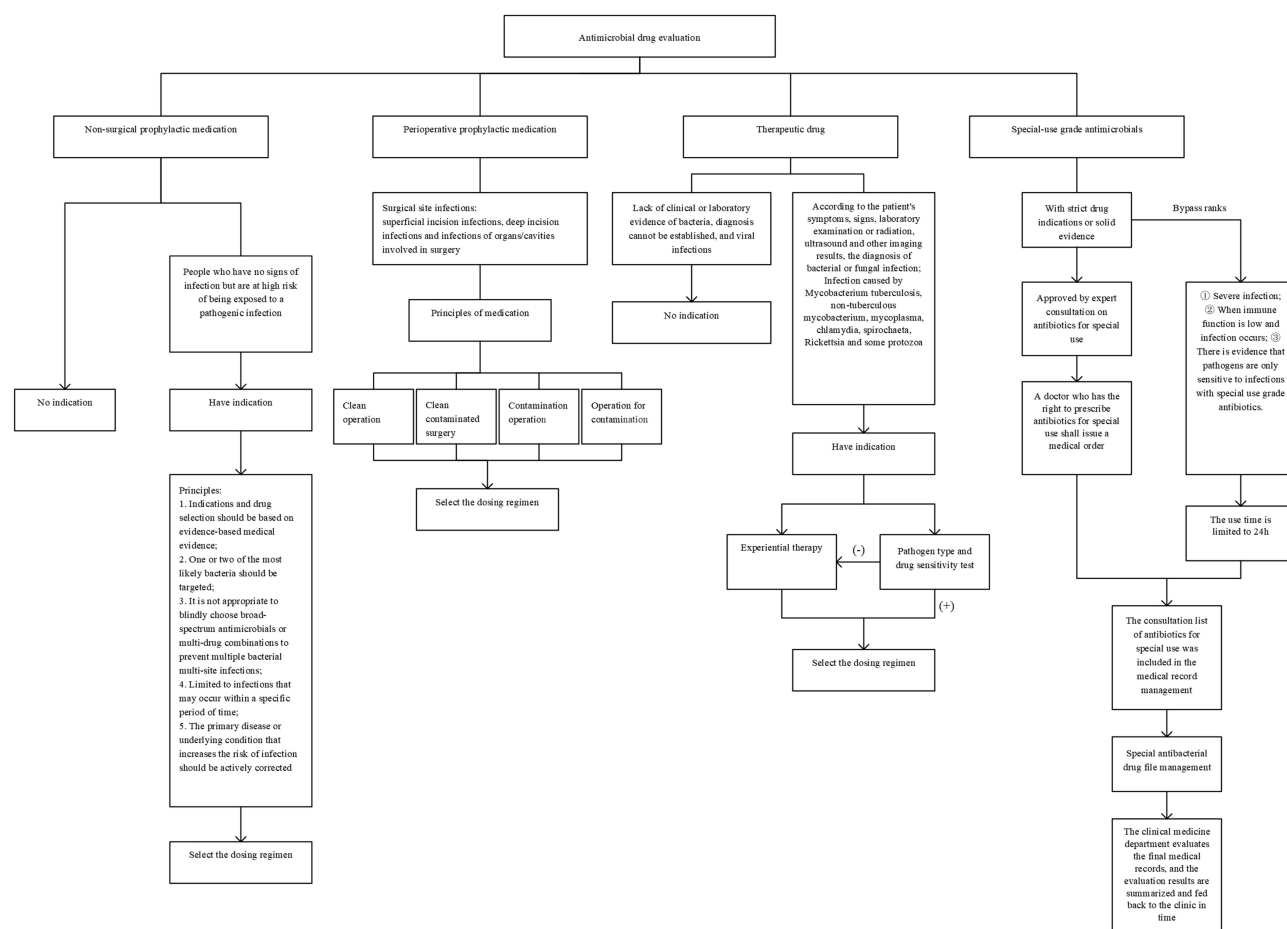 Antimicrobial drug evaluation
Non-surgical prophylactic medication
Perioperative prophylactic medication
Therapeutic drug
Special-use grade antimicrobials
No indication
People who have no signs of
infection but are at high risk
of being exposed to a
pathogenic infection
Have indication
Principles:
1. Indications and drug
selection should be based on
evidence-based medical
evidence;
2. One or two of the most
likely bacteria should be
targeted;
3. It is not appropriate to
blindly choose broad-
spectrum antimicrobials or
multi-drug combinations to
prevent multiple bacterial
multi-site infections;
4. Limited to infections that
may occur within a specific
period of time;
5. The primary disease or
underlying condition that
increases the risk of infection
should be actively corrected
Select the dosing regimen
Surgical site infections:
superficial incision infections, deep incision
infections and infections of organs/cavities
involved in surgery
Principles of medication
Clean
operation
Clean
contaminated
surgery
Contamination
operation
Operation for
contamination
Select the dosing regimen
Lack of clinical or laboratory
evidence of bacteria, diagnosis
cannot be established, and viral
infections
No indication
According to the patient's
symptoms, signs, laboratory
examination or radiation,
ultrasound and other imaging
results, the diagnosis of
bacterial or fungal infection;
Infection caused by
Mycobacterium tuberculosis,
non-tuberculous
mycobacterium, mycoplasma,
chlamydia, spirochaeta,
Rickettsia and some protozoa
Have indication
Experiential therapy
(-)
Pathogen type and
drug sensitivity test
(+)
Select the dosing regimen
With strict drug
indications or solid
evidence
Bypass ranks
Approved by expert
consultation on
antibiotics for special
use
A doctor who has the
right to prescribe
antibiotics for special
use shall issue a
medical order
① Severe infection;
② When immune
function is low and
infection occurs; ③
There is evidence that
pathogens are only
sensitive to infections
with special use grade
antibiotics.
The use time is
limited to 24h
The consultation list
of antibiotics for
special use was
included in the
medical record
management
Special antibacterial
drug file management
The clinical medicine
department evaluates
the final medical
records, and the
evaluation results are
summarized and fed
back to the clinic in
time